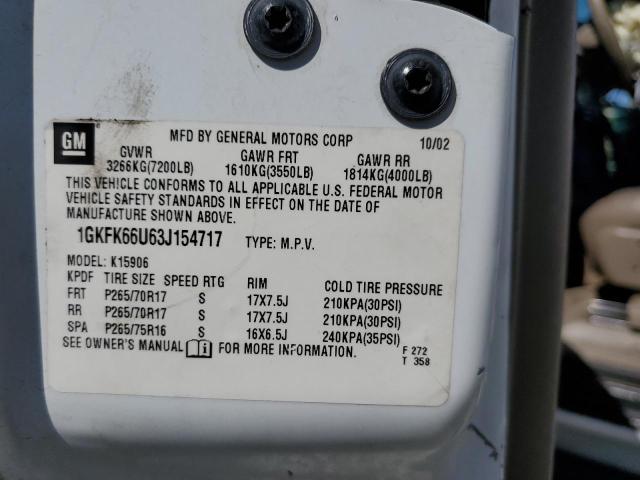 GM
MFD BY GENERAL MOTORS CORP 10/02
GVWR GAWR FRT GAWR RR
3266KG(7200LB) 1610KG(3550LB) 1814KG(4000LB)
THIS VEHICLE CONFORMS TO ALL APPLICABLE U.S. FEDERAL MOTOR
VEHICLE SAFETY STANDARDS IN EFFECT ON THE DATE OF
MANUFACTURE SHOWN ABOVE.
1GKFK66U63J154717 TYPE: M.P.V.
MODEL: K15906
KPDF TIRE SIZE SPEED RTG RIM COLD TIRE PRESSURE
FRT P265/70R17 S 17X7.5J 210KPA(30PSI)
RR P265/70R17 S 17X7.5J 210KPA(30PSI)
SPA P265/75R16 S 16X6.5J 240KPA(35PSI)
SEE OWNER'S MANUAL FOR MORE INFORMATION.
F 272
T 358